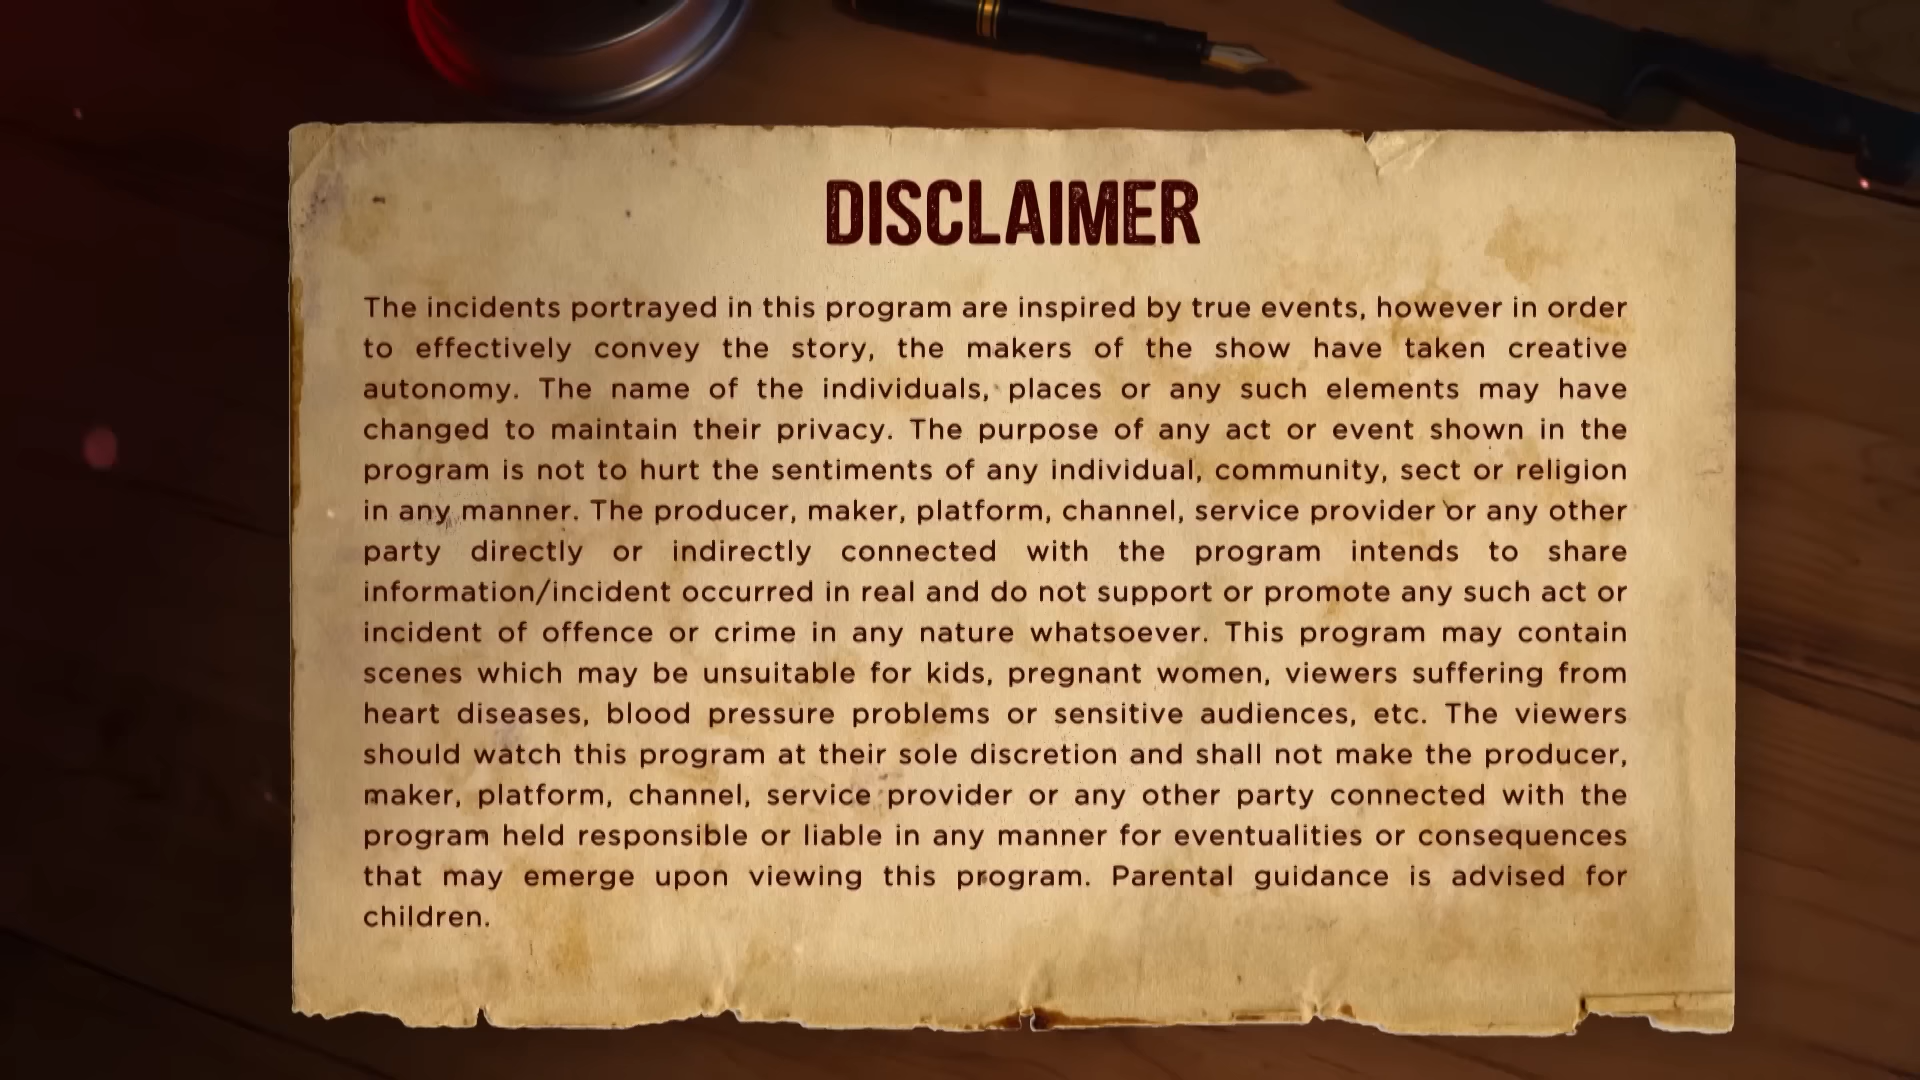 DISCLAIMER
The incidents portrayed in this program are inspired by true events, however in order
to effectively convey the story, the makers of the show have taken creative
autonomy. The name of the individuals, places or any such elements may have
changed to maintain their privacy. The purpose of any act or event shown in the
program is not to hurt the sentiments of any individual, community, sect or religion
in any manner. The producer, maker, platform, channel, service provider or any other
party directly or indirectly connected with the program intends to share
information/incident occurred in real and do not support or promote any such act or
incident of offence or crime in any nature whatsoever. This program may contain
scenes which may be unsuitable for kids, pregnant women, viewers suffering from
heart diseases, blood pressure problems or sensitive audiences, etc. The viewers
should watch this program at their sole discretion and shall not make the producer,
maker, platform, channel, service provider or any other party connected with the
program held responsible or liable in any manner for eventualities or consequences
that may emerge upon viewing this program. Parental guidance is advised for
children.